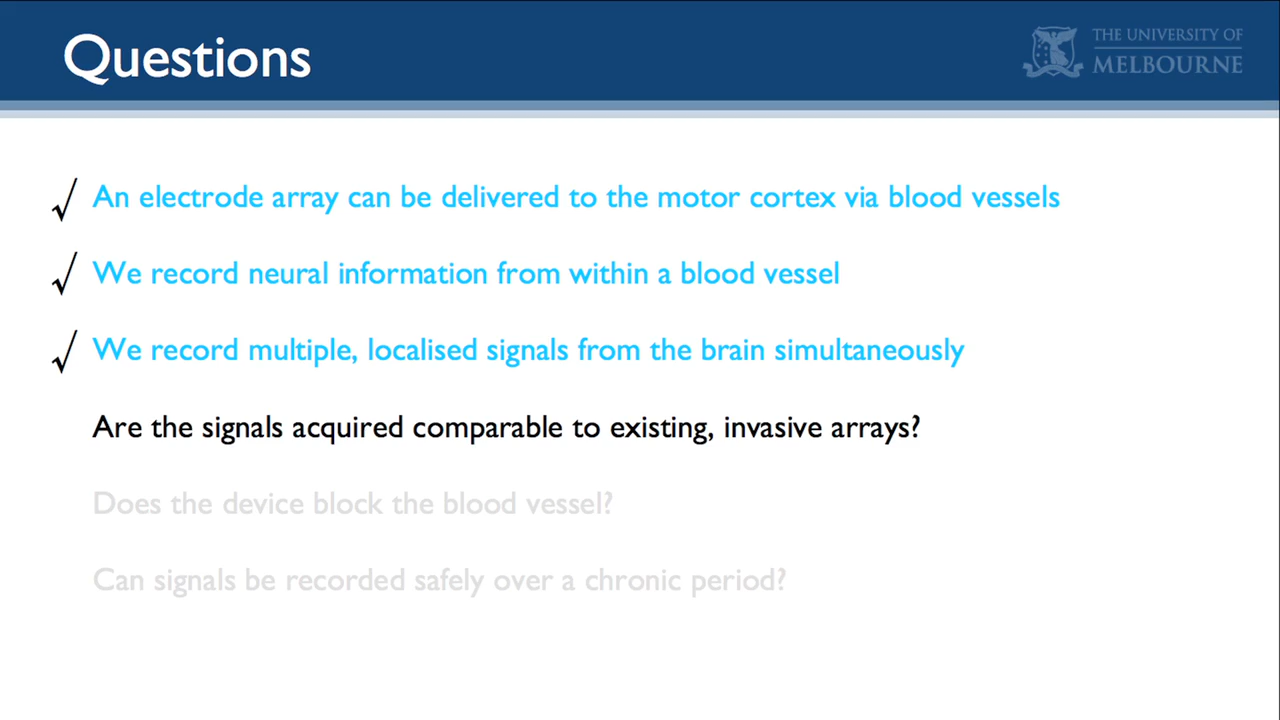 Questions
THE UNIVERSITY OF
MELBOURNE
√ An electrode array can be delivered to the motor cortex via blood vessels
√ We record neural information from within a blood vessel
√ We record multiple, localised signals from the brain simultaneously
Are the signals acquired comparable to existing, invasive arrays?
Does the device block the blood vessel?
Can signals be recorded safely over a chronic period?